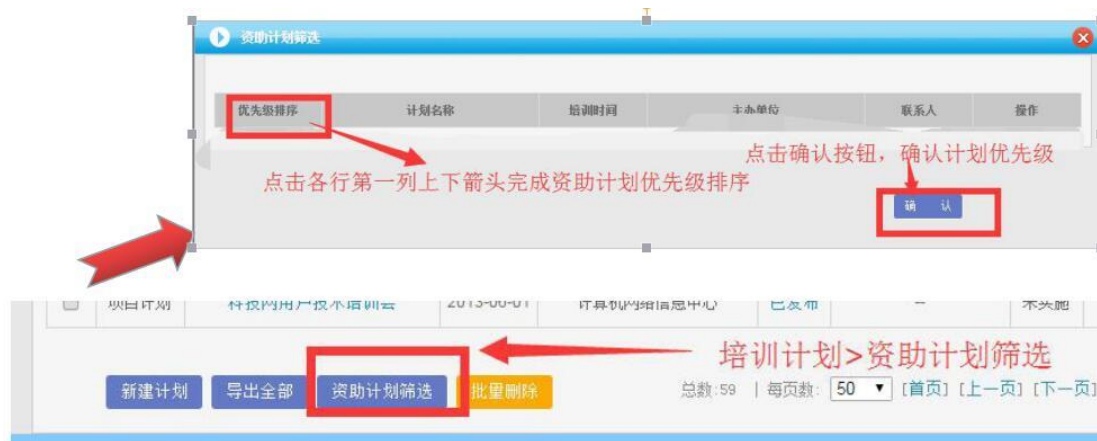 资助计划筛选
优先级排序 计划名称 培训时间 主办单位 联系人 操作
点击确认按钮，确认计划优先级
点击各行第一列上下箭头完成资助计划优先级排序
确 认
项目计划 科技网用户技术培训会 2013-06-01 计算机网络信息中心 已发布 -- 未实施
培训计划>资助计划筛选
新建计划 导出全部 资助计划筛选 批量删除 总数:59 | 每页数: 50 ▼ [首页] [上一页] [下一页]